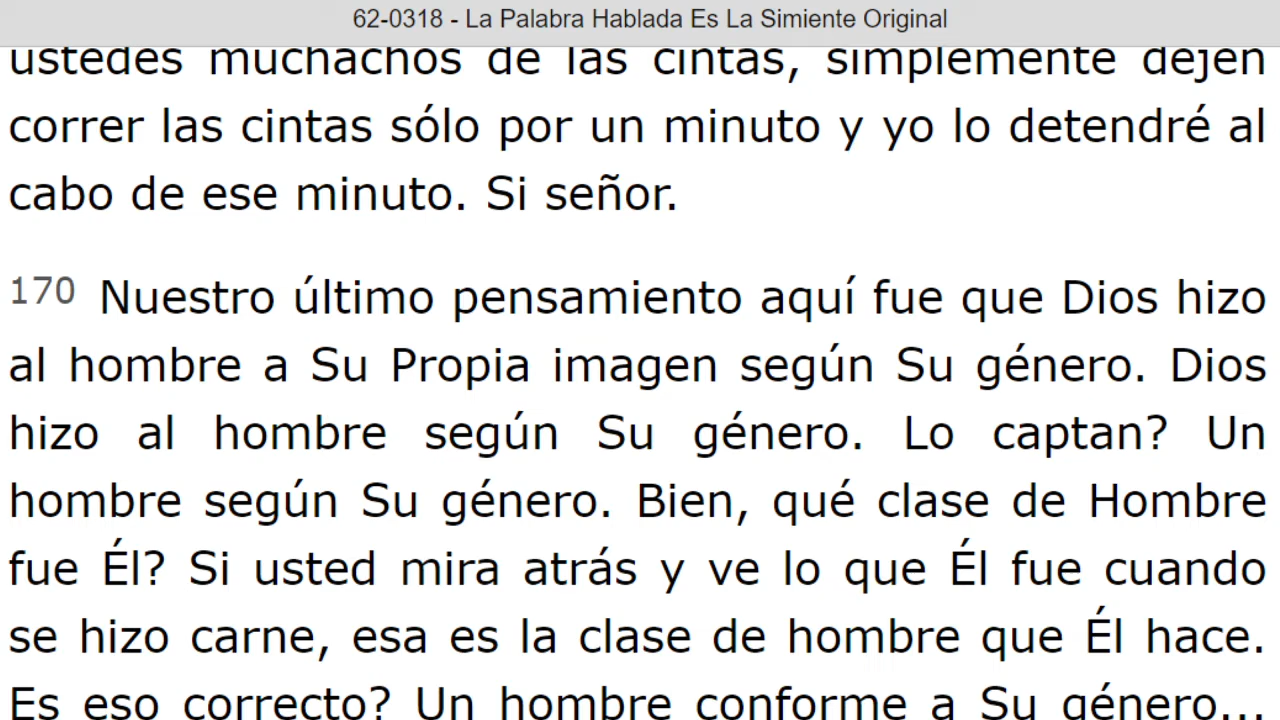 62-0318 - La Palabra Hablada Es La Simiente Original
ustedes muchachos de las cintas, simplemente dejen
correr las cintas sólo por un minuto y yo lo detendré al
cabo de ese minuto. Si señor.
170 Nuestro último pensamiento aquí fue que Dios hizo
al hombre a Su Propia imagen según Su género. Dios
hizo al hombre según Su género. Lo captan? Un
hombre según Su género. Bien, qué clase de Hombre
fue Él? Si usted mira atrás y ve lo que Él fue cuando
se hizo carne, esa es la clase de hombre que Él hace.
Es eso correcto? Un hombre conforme a Su género...